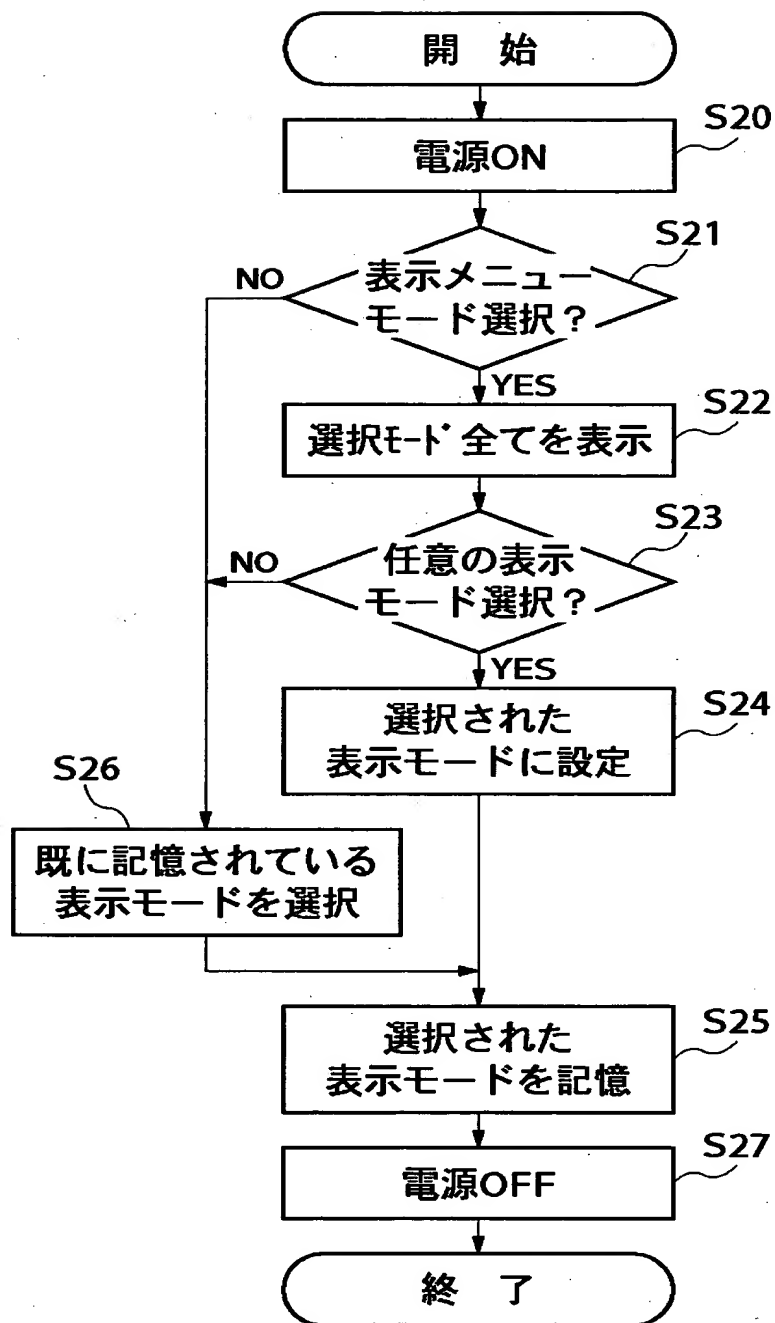 開 始
S20
電源ON
S21
表示メニュー
モード選択?
NO
YES
S22
選択ﾓｰﾄﾞ全てを表示
S23
任意の表示
モード選択?
NO
YES
S24
選択された
表示モードに設定
S26
既に記憶されている
表示モードを選択
S25
選択された
表示モードを記憶
S27
電源OFF
終 了